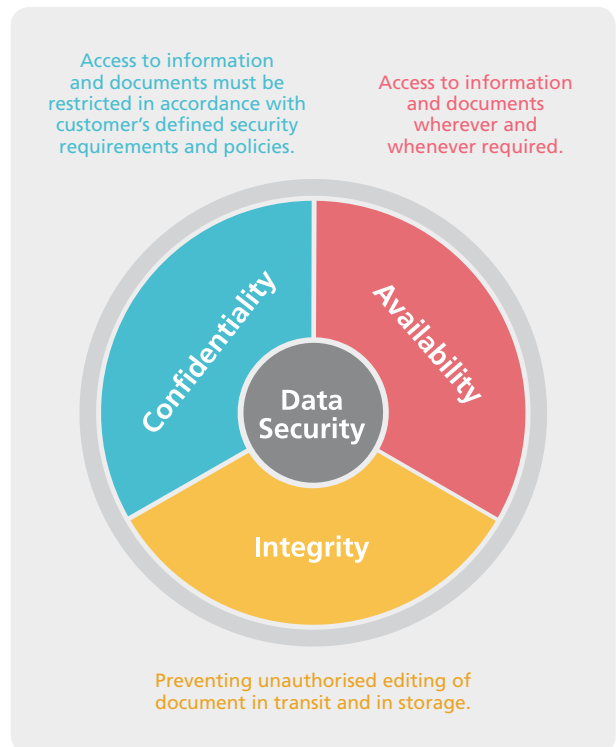 Access to information
and documents must be
restricted in accordance with
customer’s defined security
requirements and policies.
Access to information
and documents
wherever and
whenever required.
Confidentiality
Availability
Data
Security
Integrity
Preventing unauthorised editing of
document in transit and in storage.